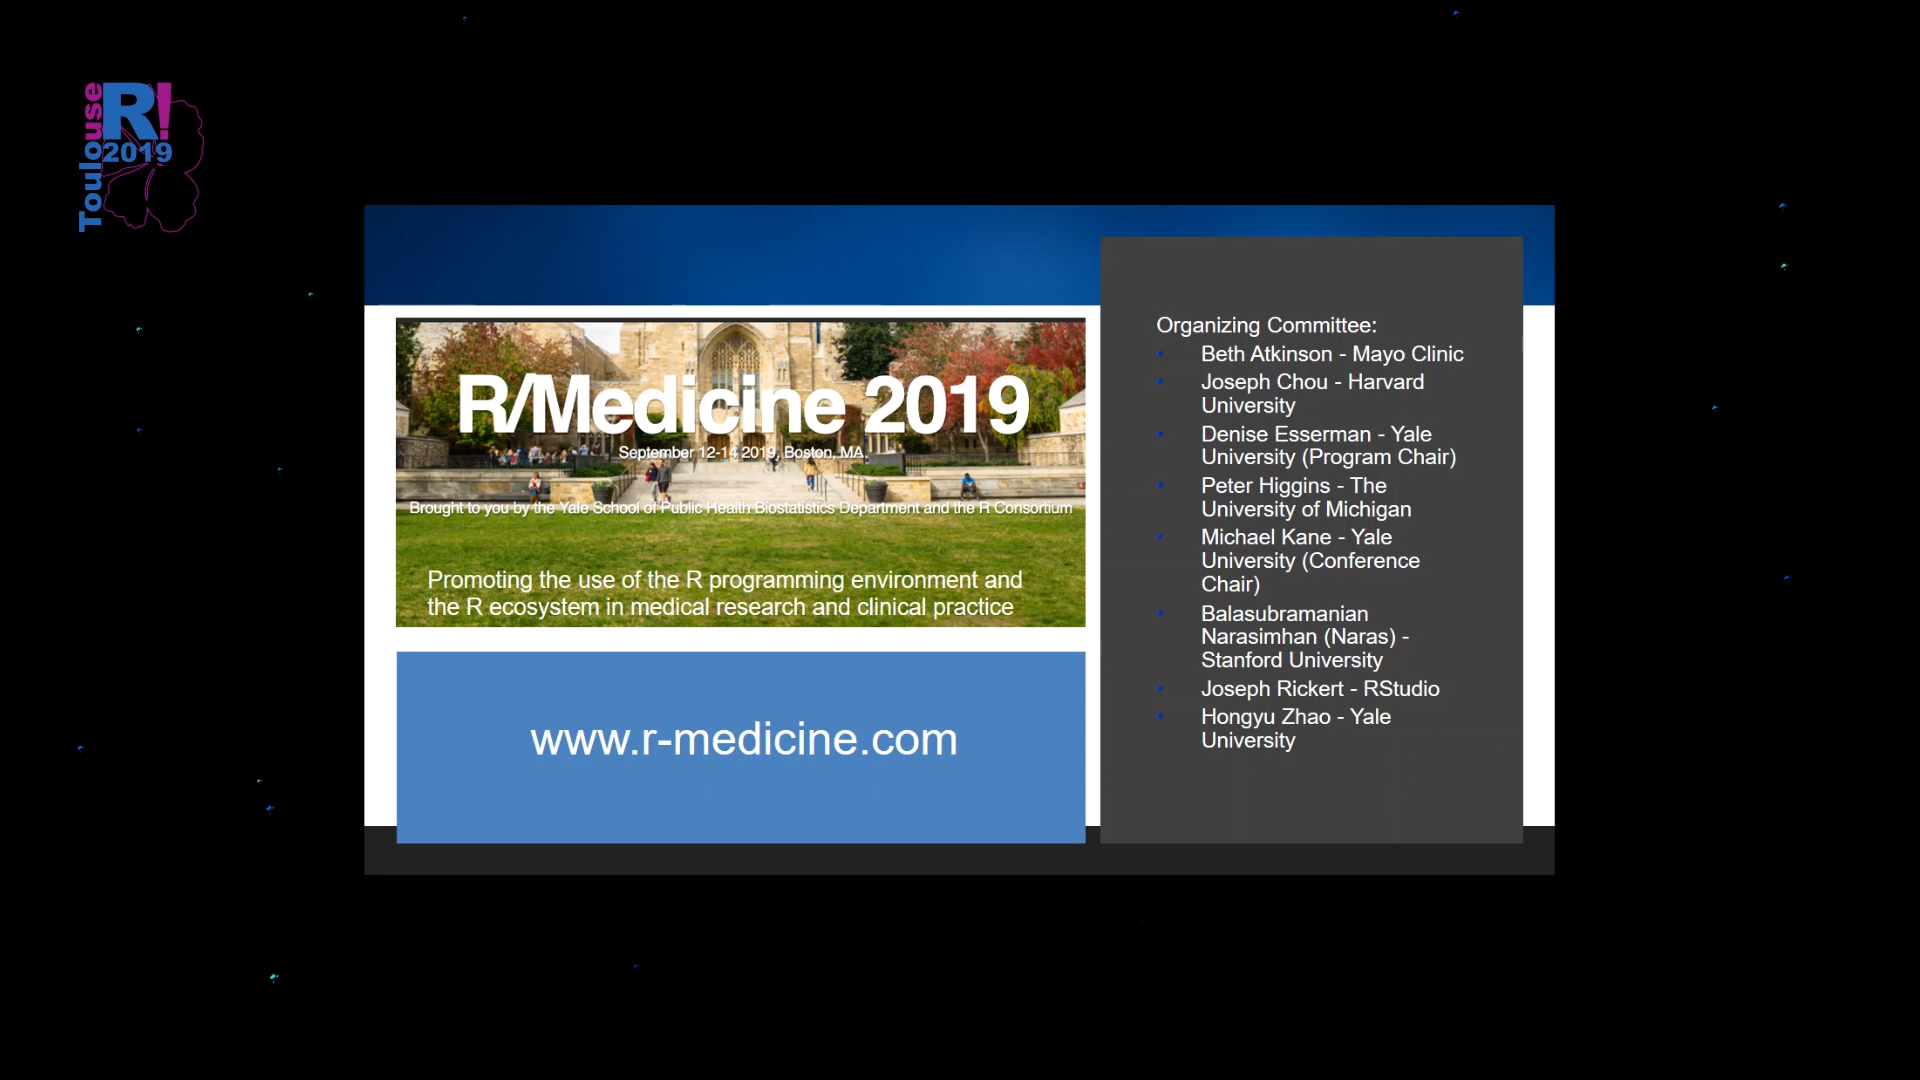 Toulouse
R!
2019
R/Medicine 2019
September 12-14 2019, Boston, MA
Brought to you by the Yale School of Public Health Biostatistics Department and the R Consortium
Promoting the use of the R programming environment and
the R ecosystem in medical research and clinical practice
www.r-medicine.com
Organizing Committee:
• Beth Atkinson - Mayo Clinic
• Joseph Chou - Harvard
University
• Denise Esserman - Yale
University (Program Chair)
• Peter Higgins - The
University of Michigan
• Michael Kane - Yale
University (Conference
Chair)
• Balasubramanian
Narasimhan (Naras) -
Stanford University
• Joseph Rickert - RStudio
• Hongyu Zhao - Yale
University